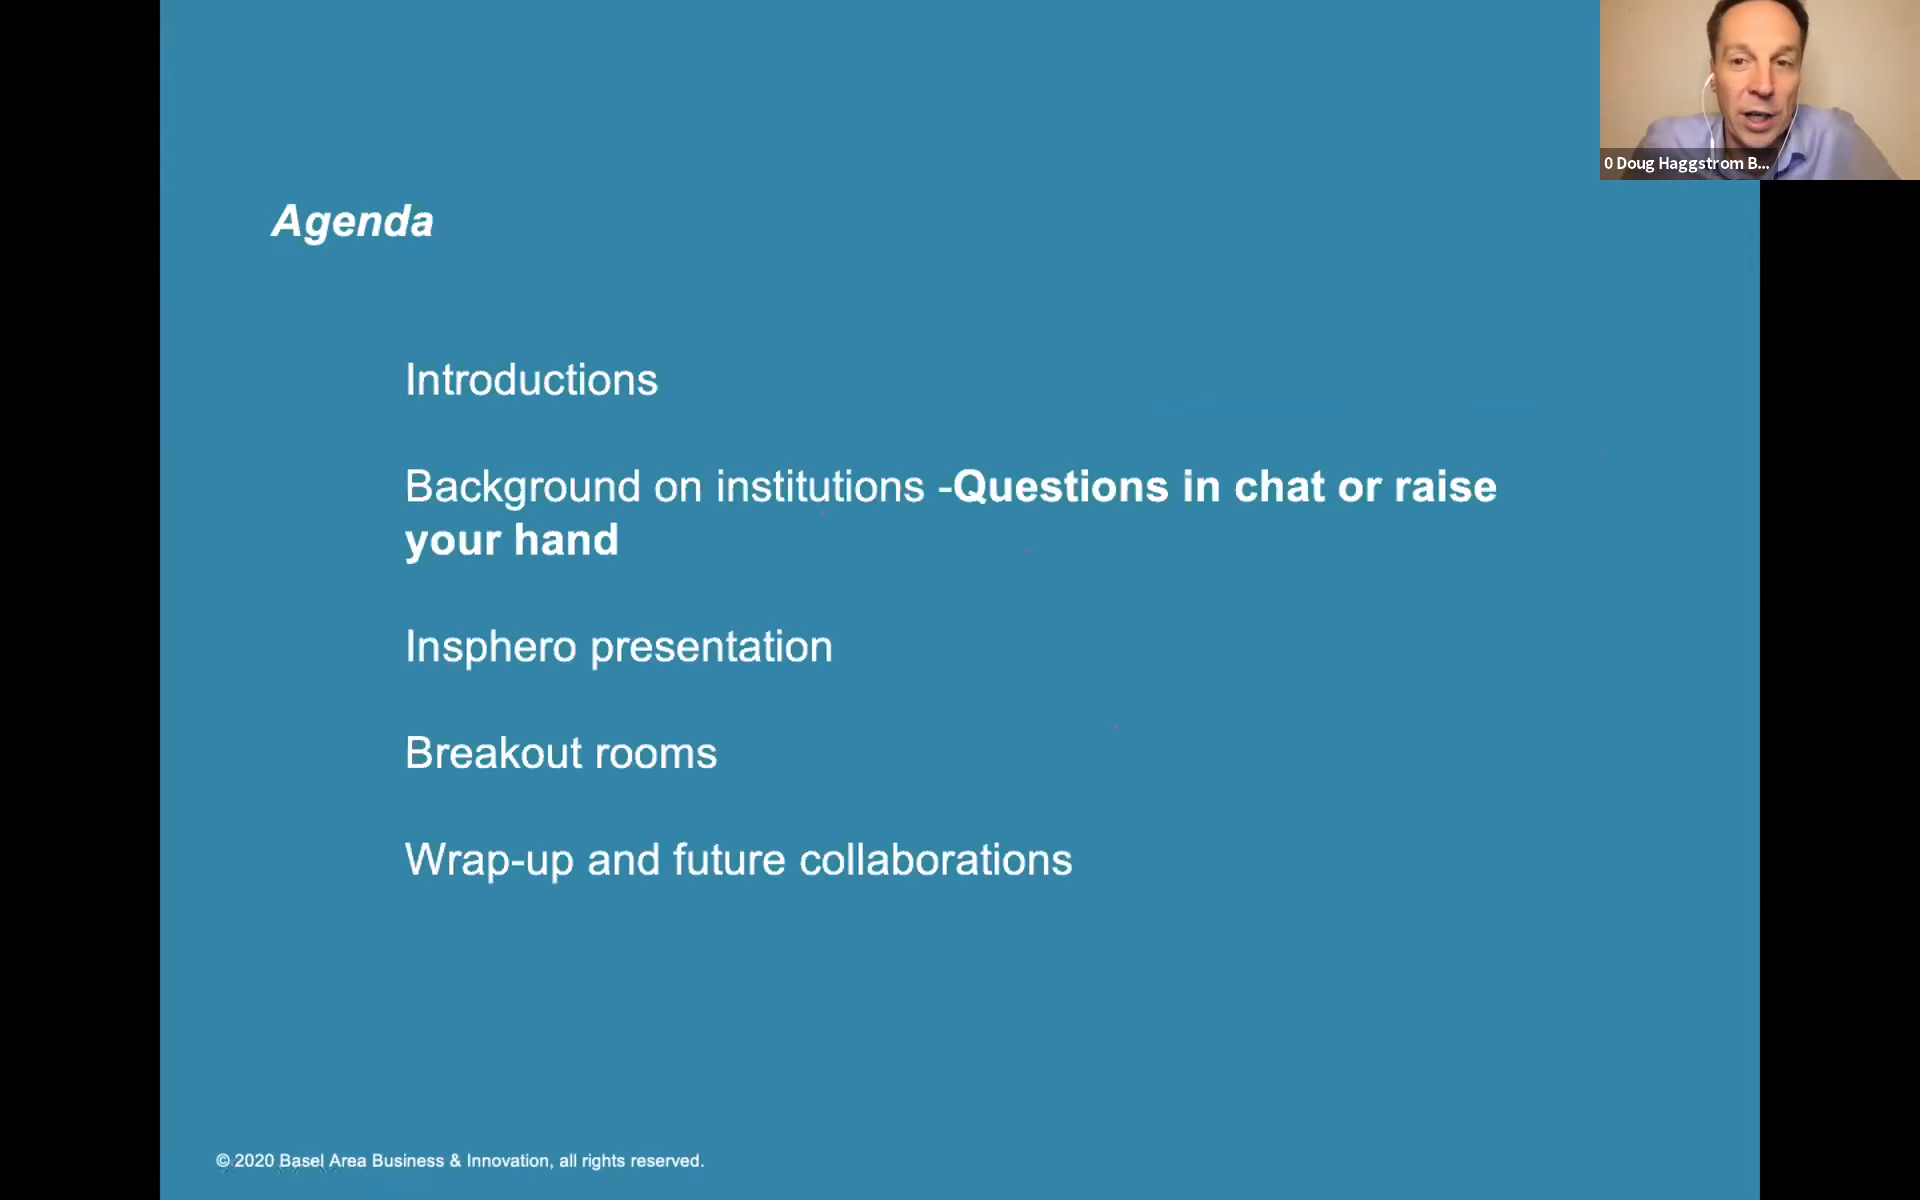 0 Doug Haggstrom B...
Agenda
Introductions
Background on institutions -Questions in chat or raise
your hand
Insphero presentation
Breakout rooms
Wrap-up and future collaborations
© 2020 Basel Area Business & Innovation, all rights reserved.